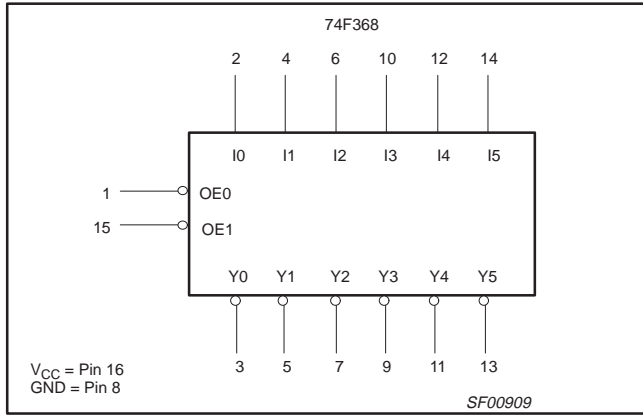 74F368
2 4 6 10 12 14
I0 I1 I2 I3 I4 I5
1 OE0
15 OE1
Y0 Y1 Y2 Y3 Y4 Y5
3 5 7 9 11 13
VCC = Pin 16
GND = Pin 8
SF00909